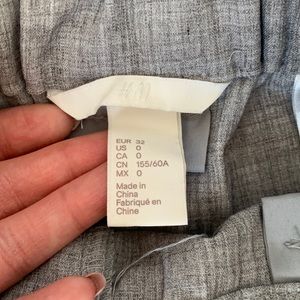 EUR 32
US 0
CA 0
CN 155/60A
MX 0
Made in
China
Fabriqué en
Chine